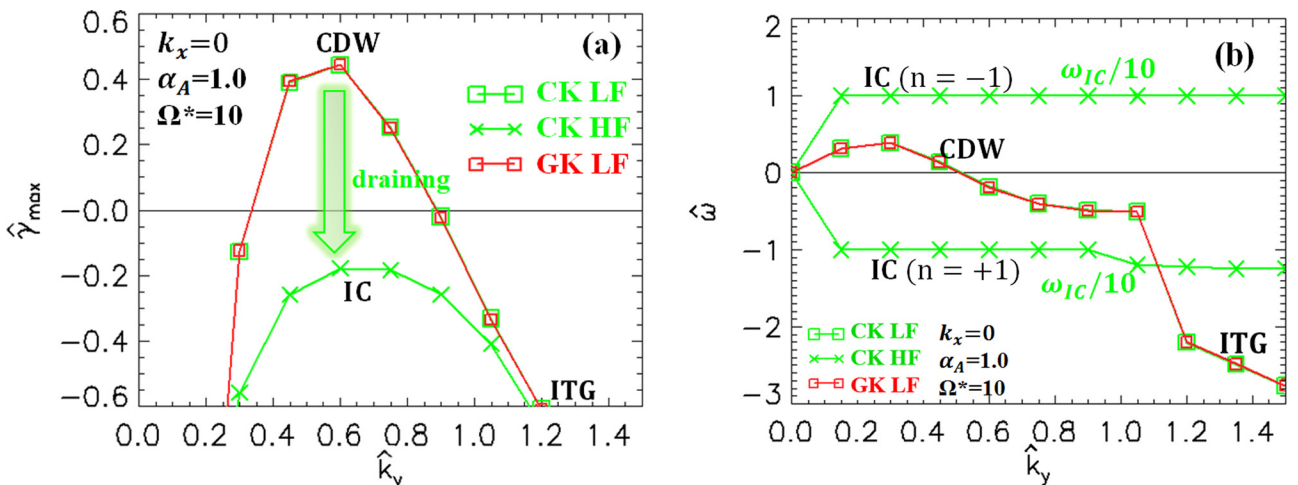 (a)
k_x=0
α_A=1.0
Ω*=10
CDW
CK LF
CK HF
GK LF
draining
IC
ITG
0.6
0.4
0.2
−0.0
−0.2
−0.4
−0.6
γ̂_max
0.0 0.2 0.4 0.6 0.8 1.0 1.2 1.4
k̂_y
(b)
IC (n = −1)
ω_IC/10
CDW
IC (n = +1)
ω_IC/10
ITG
CK LF k_x=0
CK HF α_A=1.0
GK LF Ω*=10
2
1
0
−1
−2
−3
ω̂
0.0 0.2 0.4 0.6 0.8 1.0 1.2 1.4
k̂_y